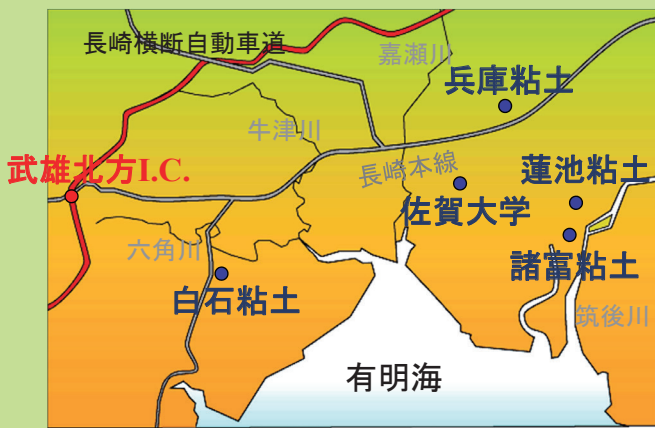 長崎横断自動車道
嘉瀬川
兵庫粘土
牛津川
長崎本線
武雄北方I.C.
蓮池粘土
佐賀大学
六角川
諸富粘土
白石粘土
筑後川
有明海